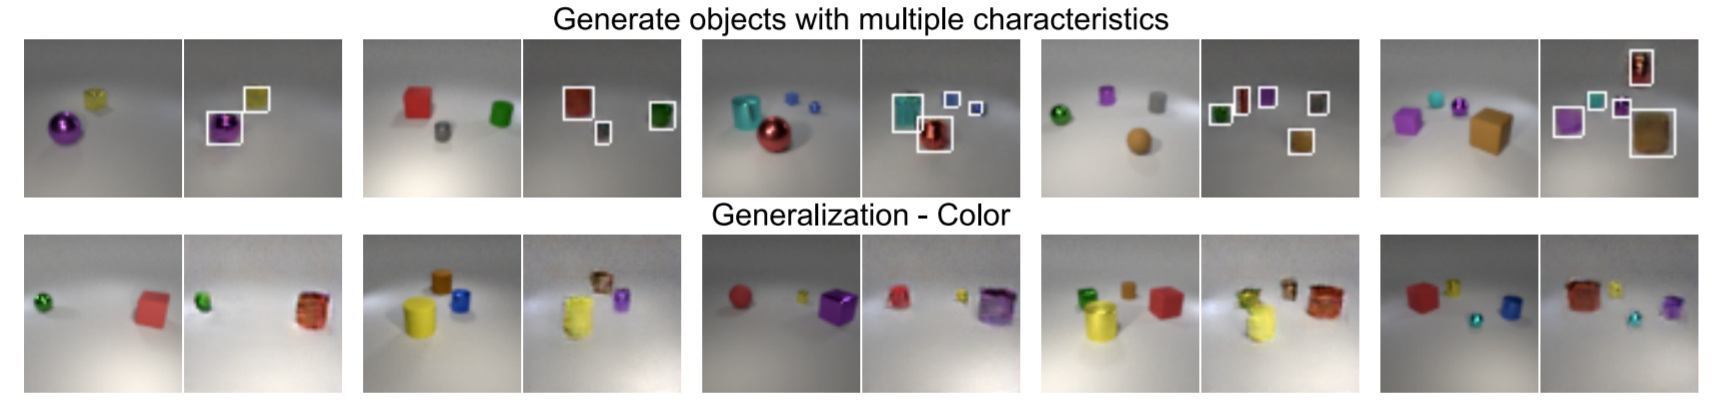 Generate objects with multiple characteristics
Generalization - Color